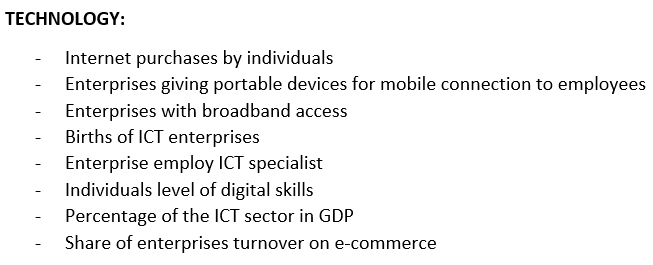 TECHNOLOGY:
- Internet purchases by individuals
- Enterprises giving portable devices for mobile connection to employees
- Enterprises with broadband access
- Births of ICT enterprises
- Enterprise employ ICT specialist
- Individuals level of digital skills
- Percentage of the ICT sector in GDP
- Share of enterprises turnover on e-commerce